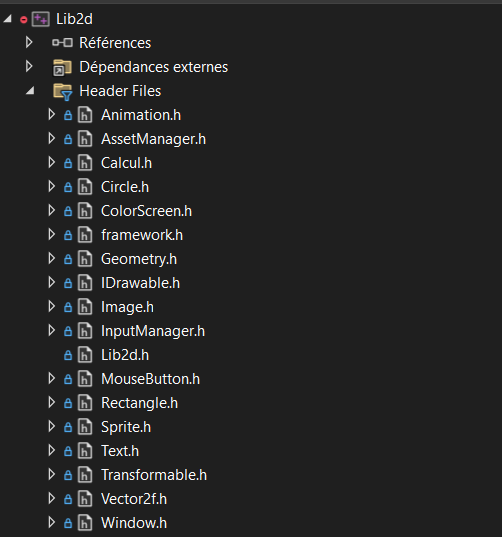 Lib2d
Références
Dépendances externes
Header Files
Animation.h
AssetManager.h
Calcul.h
Circle.h
ColorScreen.h
framework.h
Geometry.h
IDrawable.h
Image.h
InputManager.h
Lib2d.h
MouseButton.h
Rectangle.h
Sprite.h
Text.h
Transformable.h
Vector2f.h
Window.h